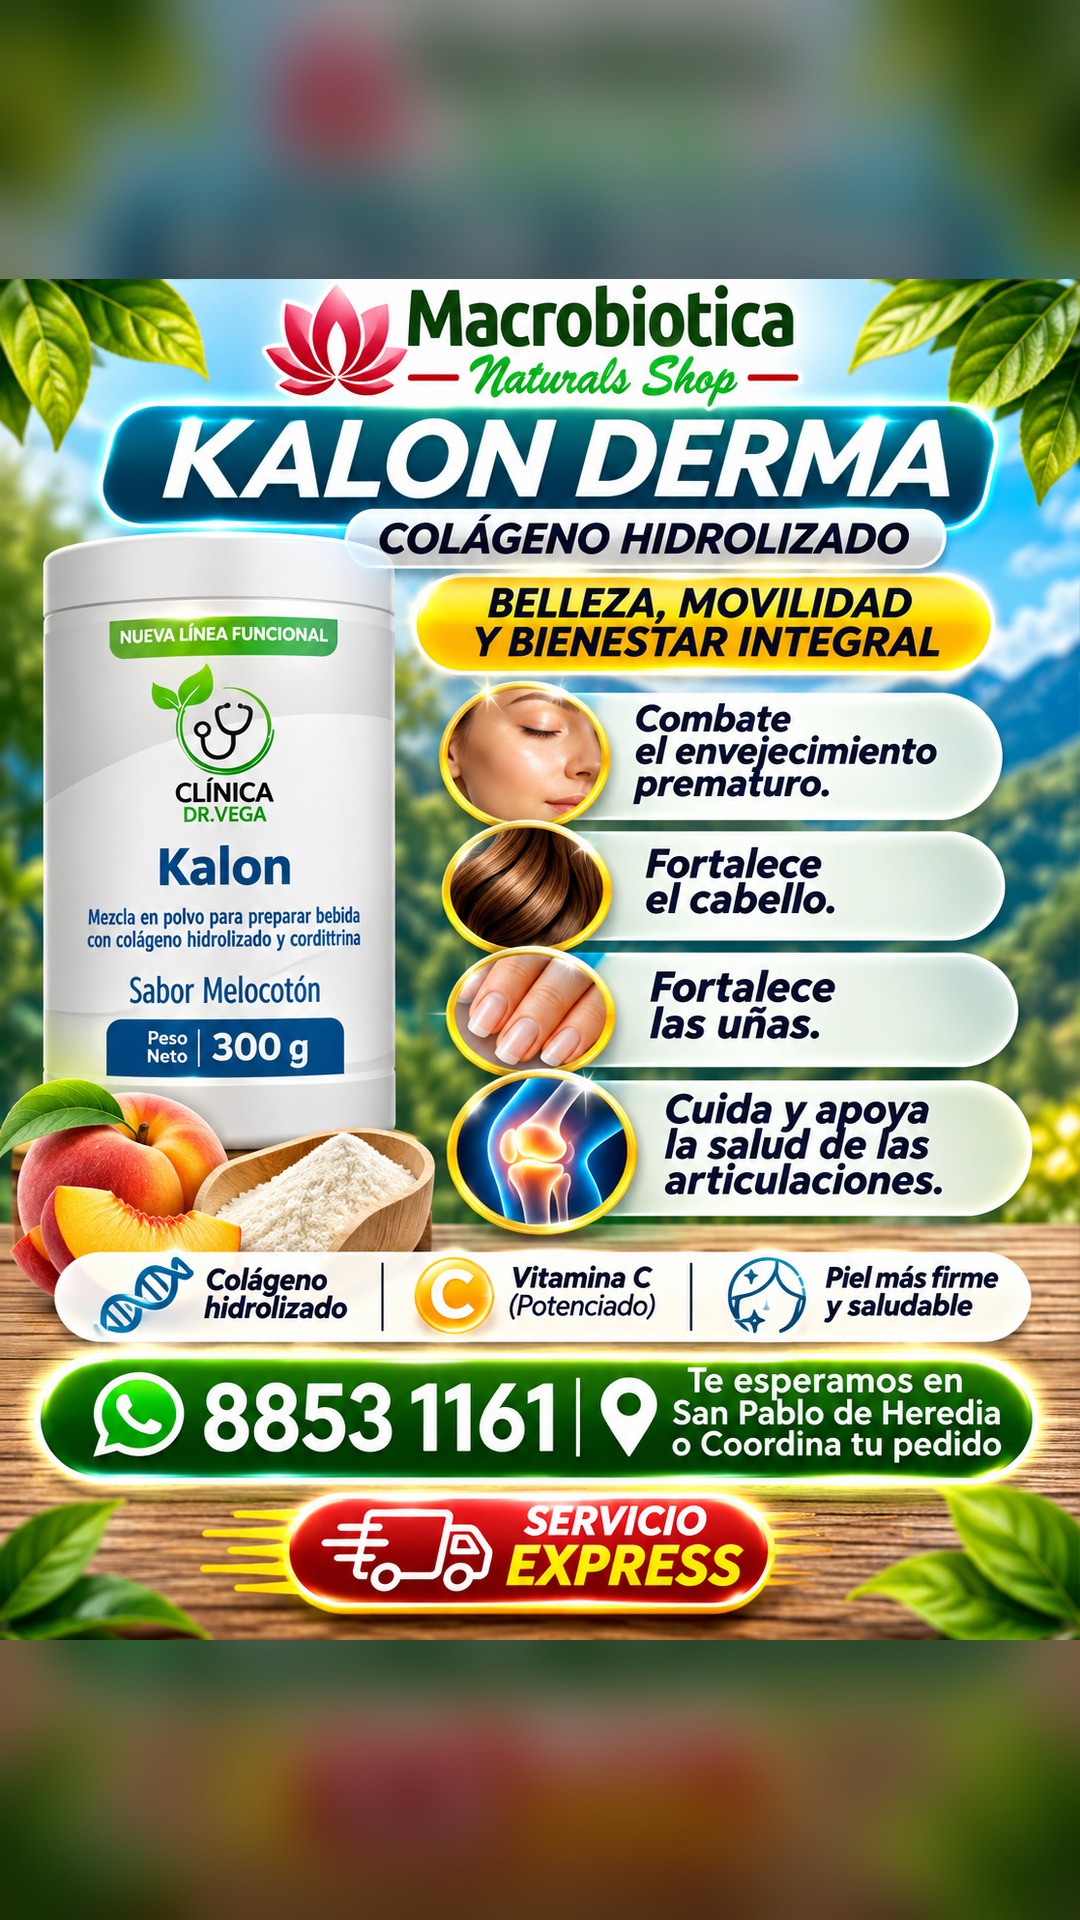 Macrobiotica
Naturals Shop
KALON DERMA
COLÁGENO HIDROLIZADO
BELLEZA, MOVILIDAD
Y BIENESTAR INTEGRAL
NUEVA LÍNEA FUNCIONAL
CLÍNICA
DR.VEGA
Kalon
Mezcla en polvo para preparar bebida
con colágeno hidrolizado y cordittrina
Sabor Melocotón
Peso
Neto
300 g
Combate
el envejecimiento
prematuro.
Fortalece
el cabello.
Fortalece
las uñas.
Cuida y apoya
la salud de las
articulaciones.
Colágeno
hidrolizado
C
Vitamina C
(Potenciado)
Piel más firme
y saludable
8853 1161
Te esperamos en
San Pablo de Heredia
o Coordina tu pedido
SERVICIO
EXPRESS